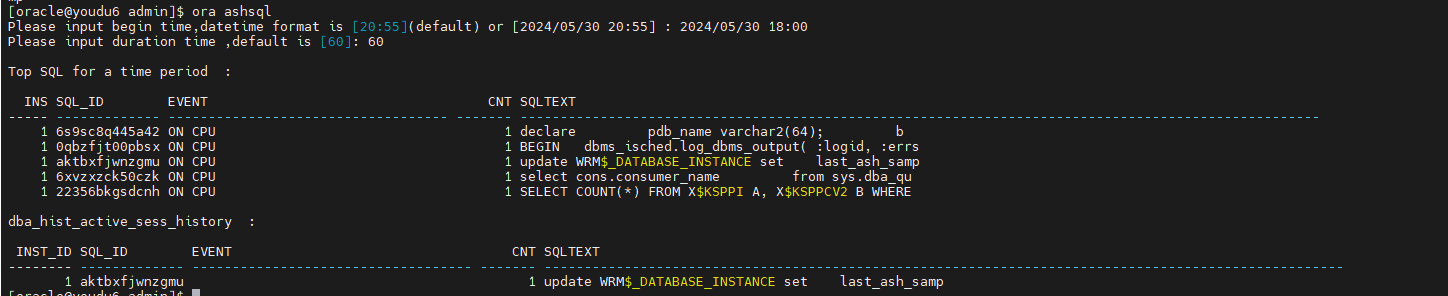 [oracle@youdu6 admin]$ ora ashsql
Please input begin time,datetime format is [20:55](default) or [2024/05/30 20:55] : 2024/05/30 18:00
Please input duration time ,default is [60]: 60
Top SQL for a time period  :
INS SQL_ID        EVENT                                   CNT SQLTEXT
1 6s9sc8q445a42 ON CPU                                  1 declare         pdb_name varchar2(64);         b
1 0qbzfjt00pbsx ON CPU                                  1 BEGIN   dbms_isched.log_dbms_output( :logid, :errs
1 aktbxfjwnzgmu ON CPU                                  1 update WRM$_DATABASE_INSTANCE set    last_ash_samp
1 6xvzxzck50czk ON CPU                                  1 select cons.consumer_name         from sys.dba_qu
1 22356bkgsdcnh ON CPU                                  1 SELECT COUNT(*) FROM X$KSPPI A, X$KSPPCV2 B WHERE
dba_hist_active_sess_history  :
INST_ID SQL_ID        EVENT                                   CNT SQLTEXT
1 aktbxfjwnzgmu                                           1 update WRM$_DATABASE_INSTANCE set    last_ash_samp
[oracle@youdu6 admin]$